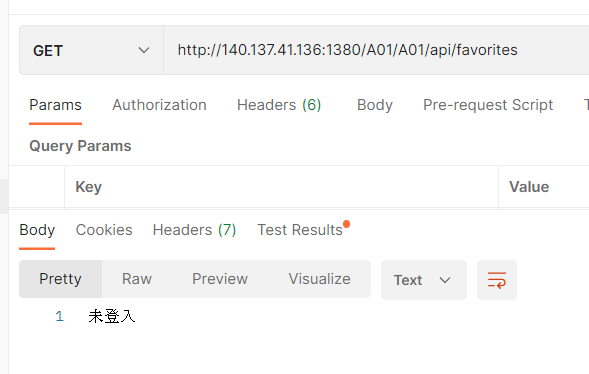 GET http://140.137.41.136:1380/A01/A01/api/favorites
Params Authorization Headers (6) Body Pre-request Script
Query Params
Key Value
Body Cookies Headers (7) Test Results
Pretty Raw Preview Visualize Text
1 未登入